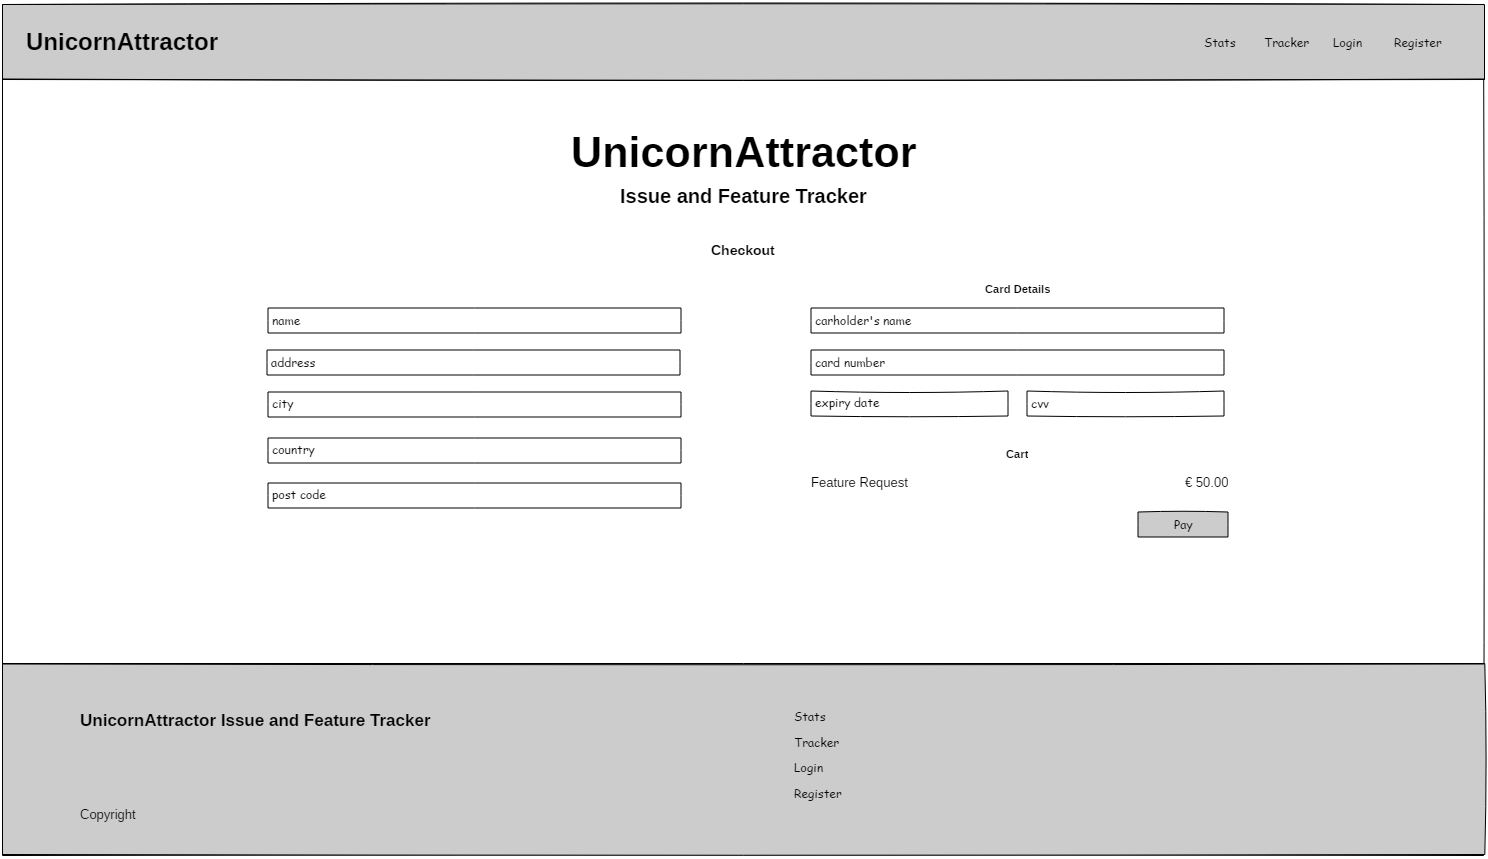 UnicornAttractor
Stats Tracker Login Register
UnicornAttractor
Issue and Feature Tracker
Checkout
name
address
city
country
post code
Card Details
carholder's name
card number
expiry date cvv
Cart
Feature Request € 50.00
Pay
UnicornAttractor Issue and Feature Tracker
Copyright
Stats
Tracker
Login
Register